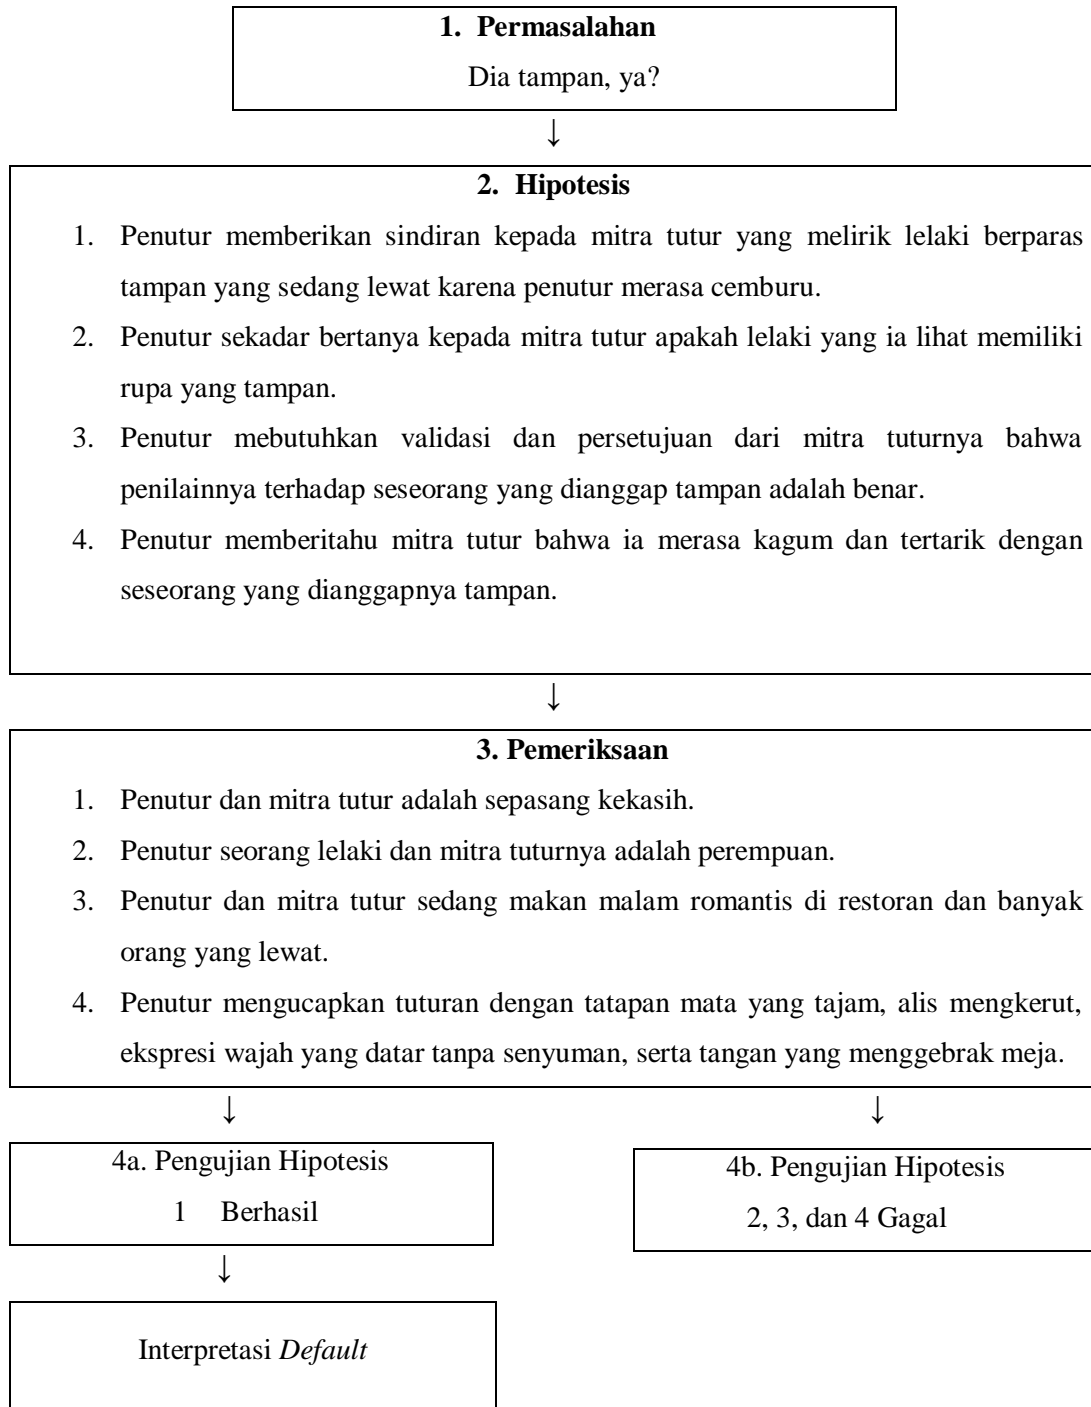 1. Permasalahan
Dia tampan, ya?
↓
2. Hipotesis
1. Penutur memberikan sindiran kepada mitra tutur yang melirik lelaki berparas
tampan yang sedang lewat karena penutur merasa cemburu.
2. Penutur sekadar bertanya kepada mitra tutur apakah lelaki yang ia lihat memiliki
rupa yang tampan.
3. Penutur mebutuhkan validasi dan persetujuan dari mitra tuturnya bahwa
penilainnya terhadap seseorang yang dianggap tampan adalah benar.
4. Penutur memberitahu mitra tutur bahwa ia merasa kagum dan tertarik dengan
seseorang yang dianggapnya tampan.
↓
3. Pemeriksaan
1. Penutur dan mitra tutur adalah sepasang kekasih.
2. Penutur seorang lelaki dan mitra tuturnya adalah perempuan.
3. Penutur dan mitra tutur sedang makan malam romantis di restoran dan banyak
orang yang lewat.
4. Penutur mengucapkan tuturan dengan tatapan mata yang tajam, alis mengkerut,
ekspresi wajah yang datar tanpa senyuman, serta tangan yang menggebrak meja.
↓ ↓
4a. Pengujian Hipotesis
1 Berhasil
4b. Pengujian Hipotesis
2, 3, dan 4 Gagal
↓
Interpretasi Default